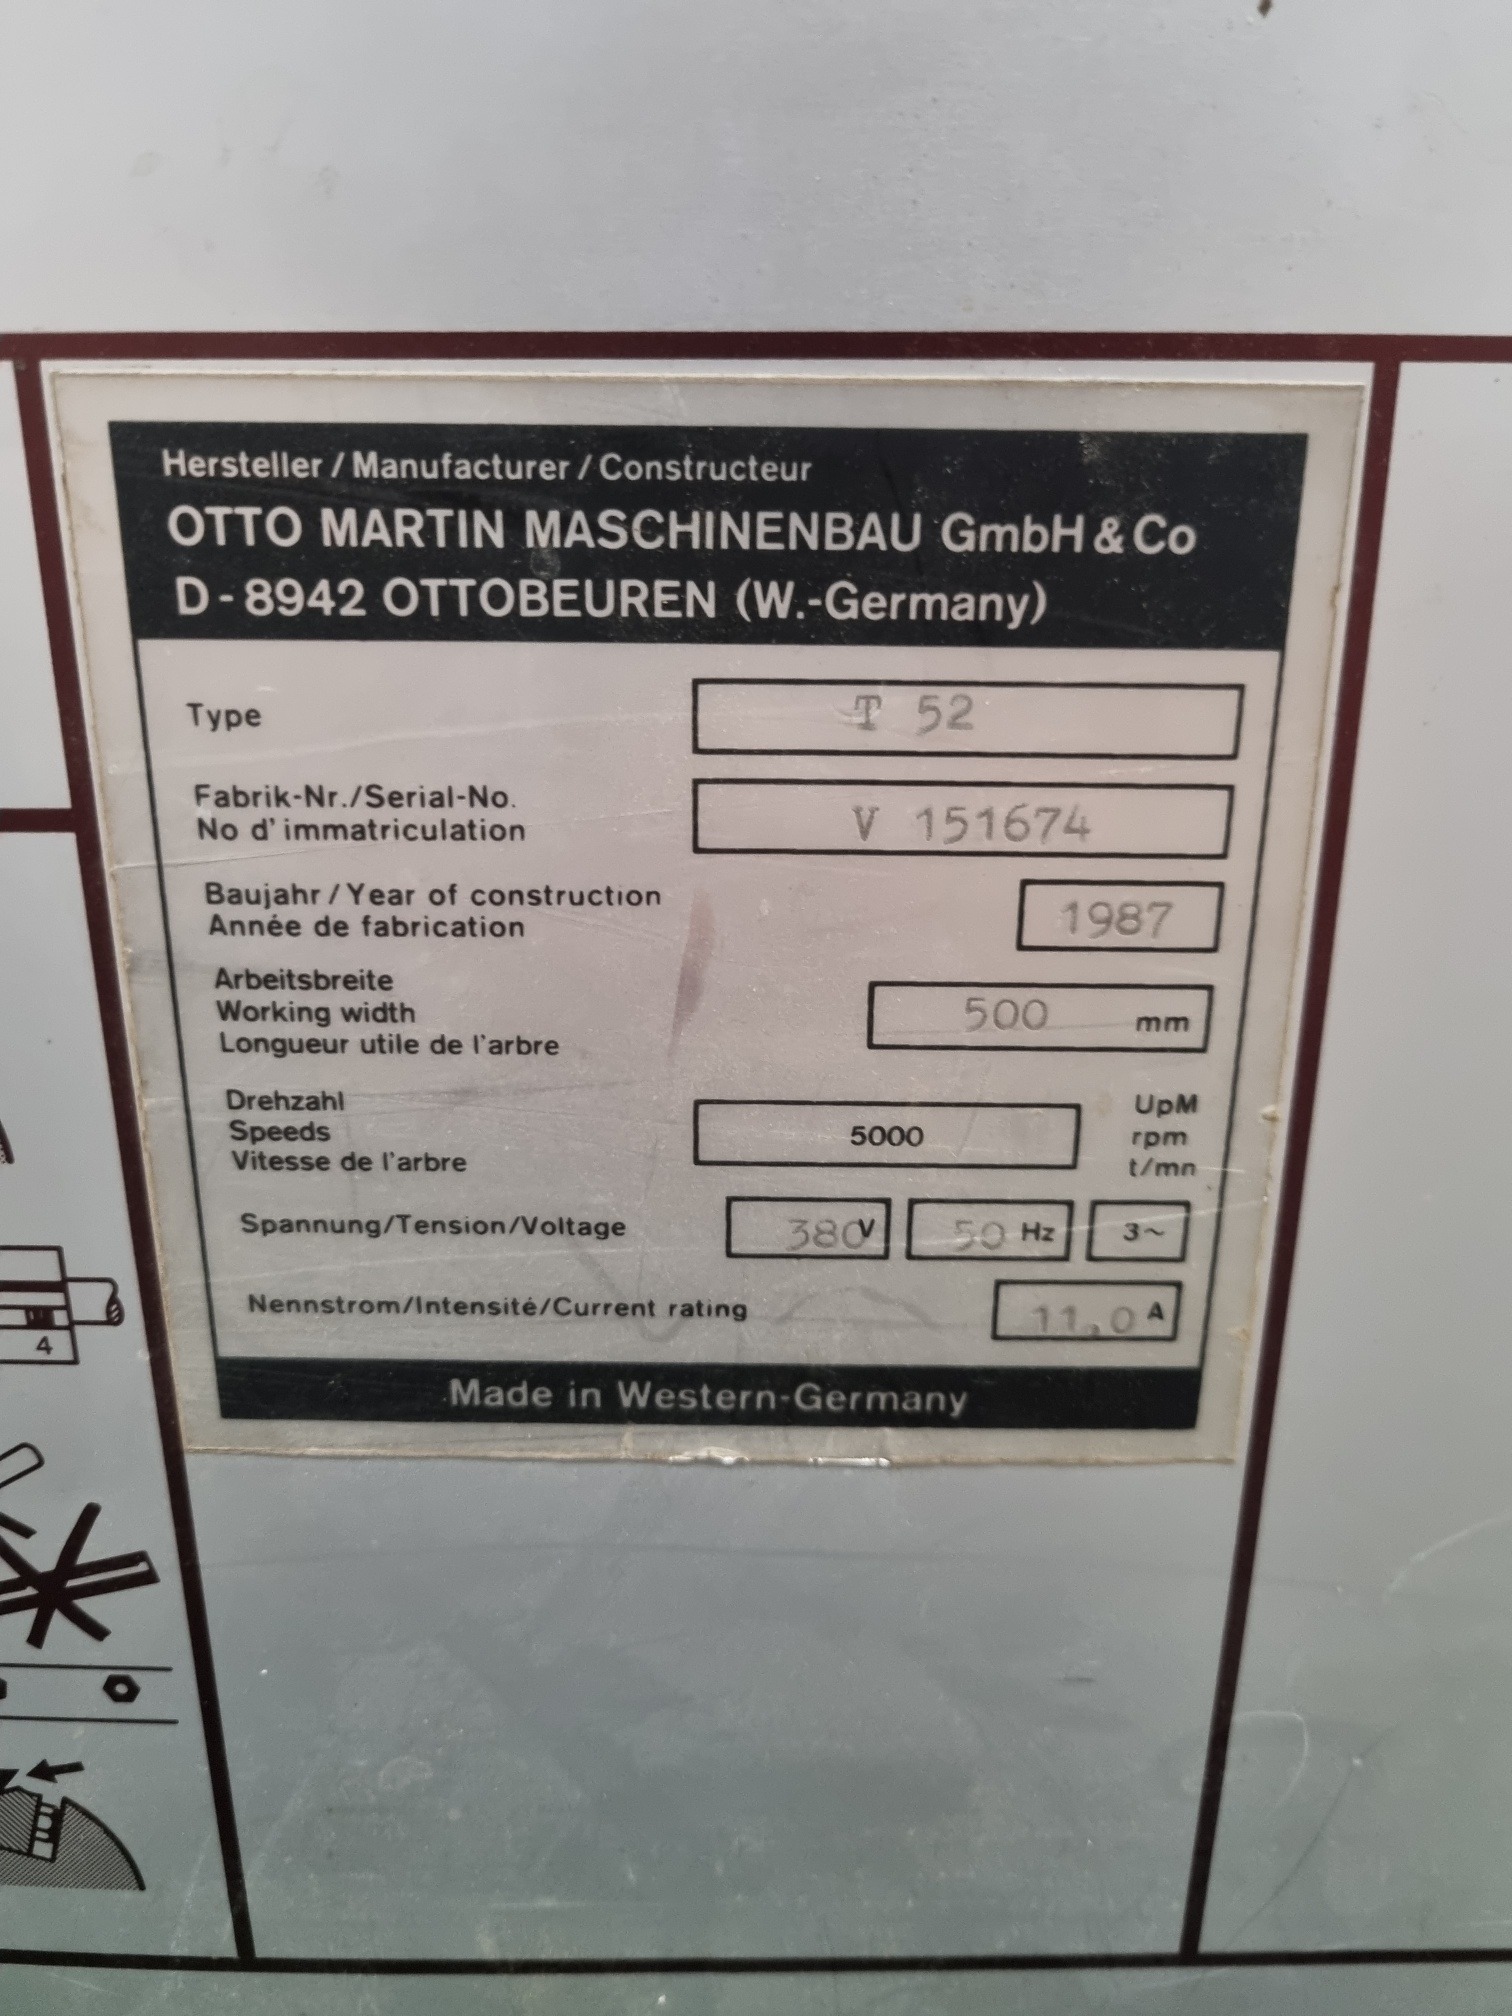 Hersteller / Manufacturer / Constructeur
OTTO MARTIN MASCHINENBAU GmbH & Co
D-8942 OTTOBEUREN (W.-Germany)
Type T 52
Fabrik-Nr./Serial-No.
No d'immatriculation V 151674
Baujahr / Year of construction
Année de fabrication 1987
Arbeitsbreite
Working width 500 mm
Longueur utile de l'arbre
Drehzahl UpM
Speeds 5000 rpm
Vitesse de l'arbre t/mn
Spannung/Tension/Voltage 380 V 50 Hz 3~
Nennstrom/Intensité/Current rating 11,0 A
Made in Western-Germany
4